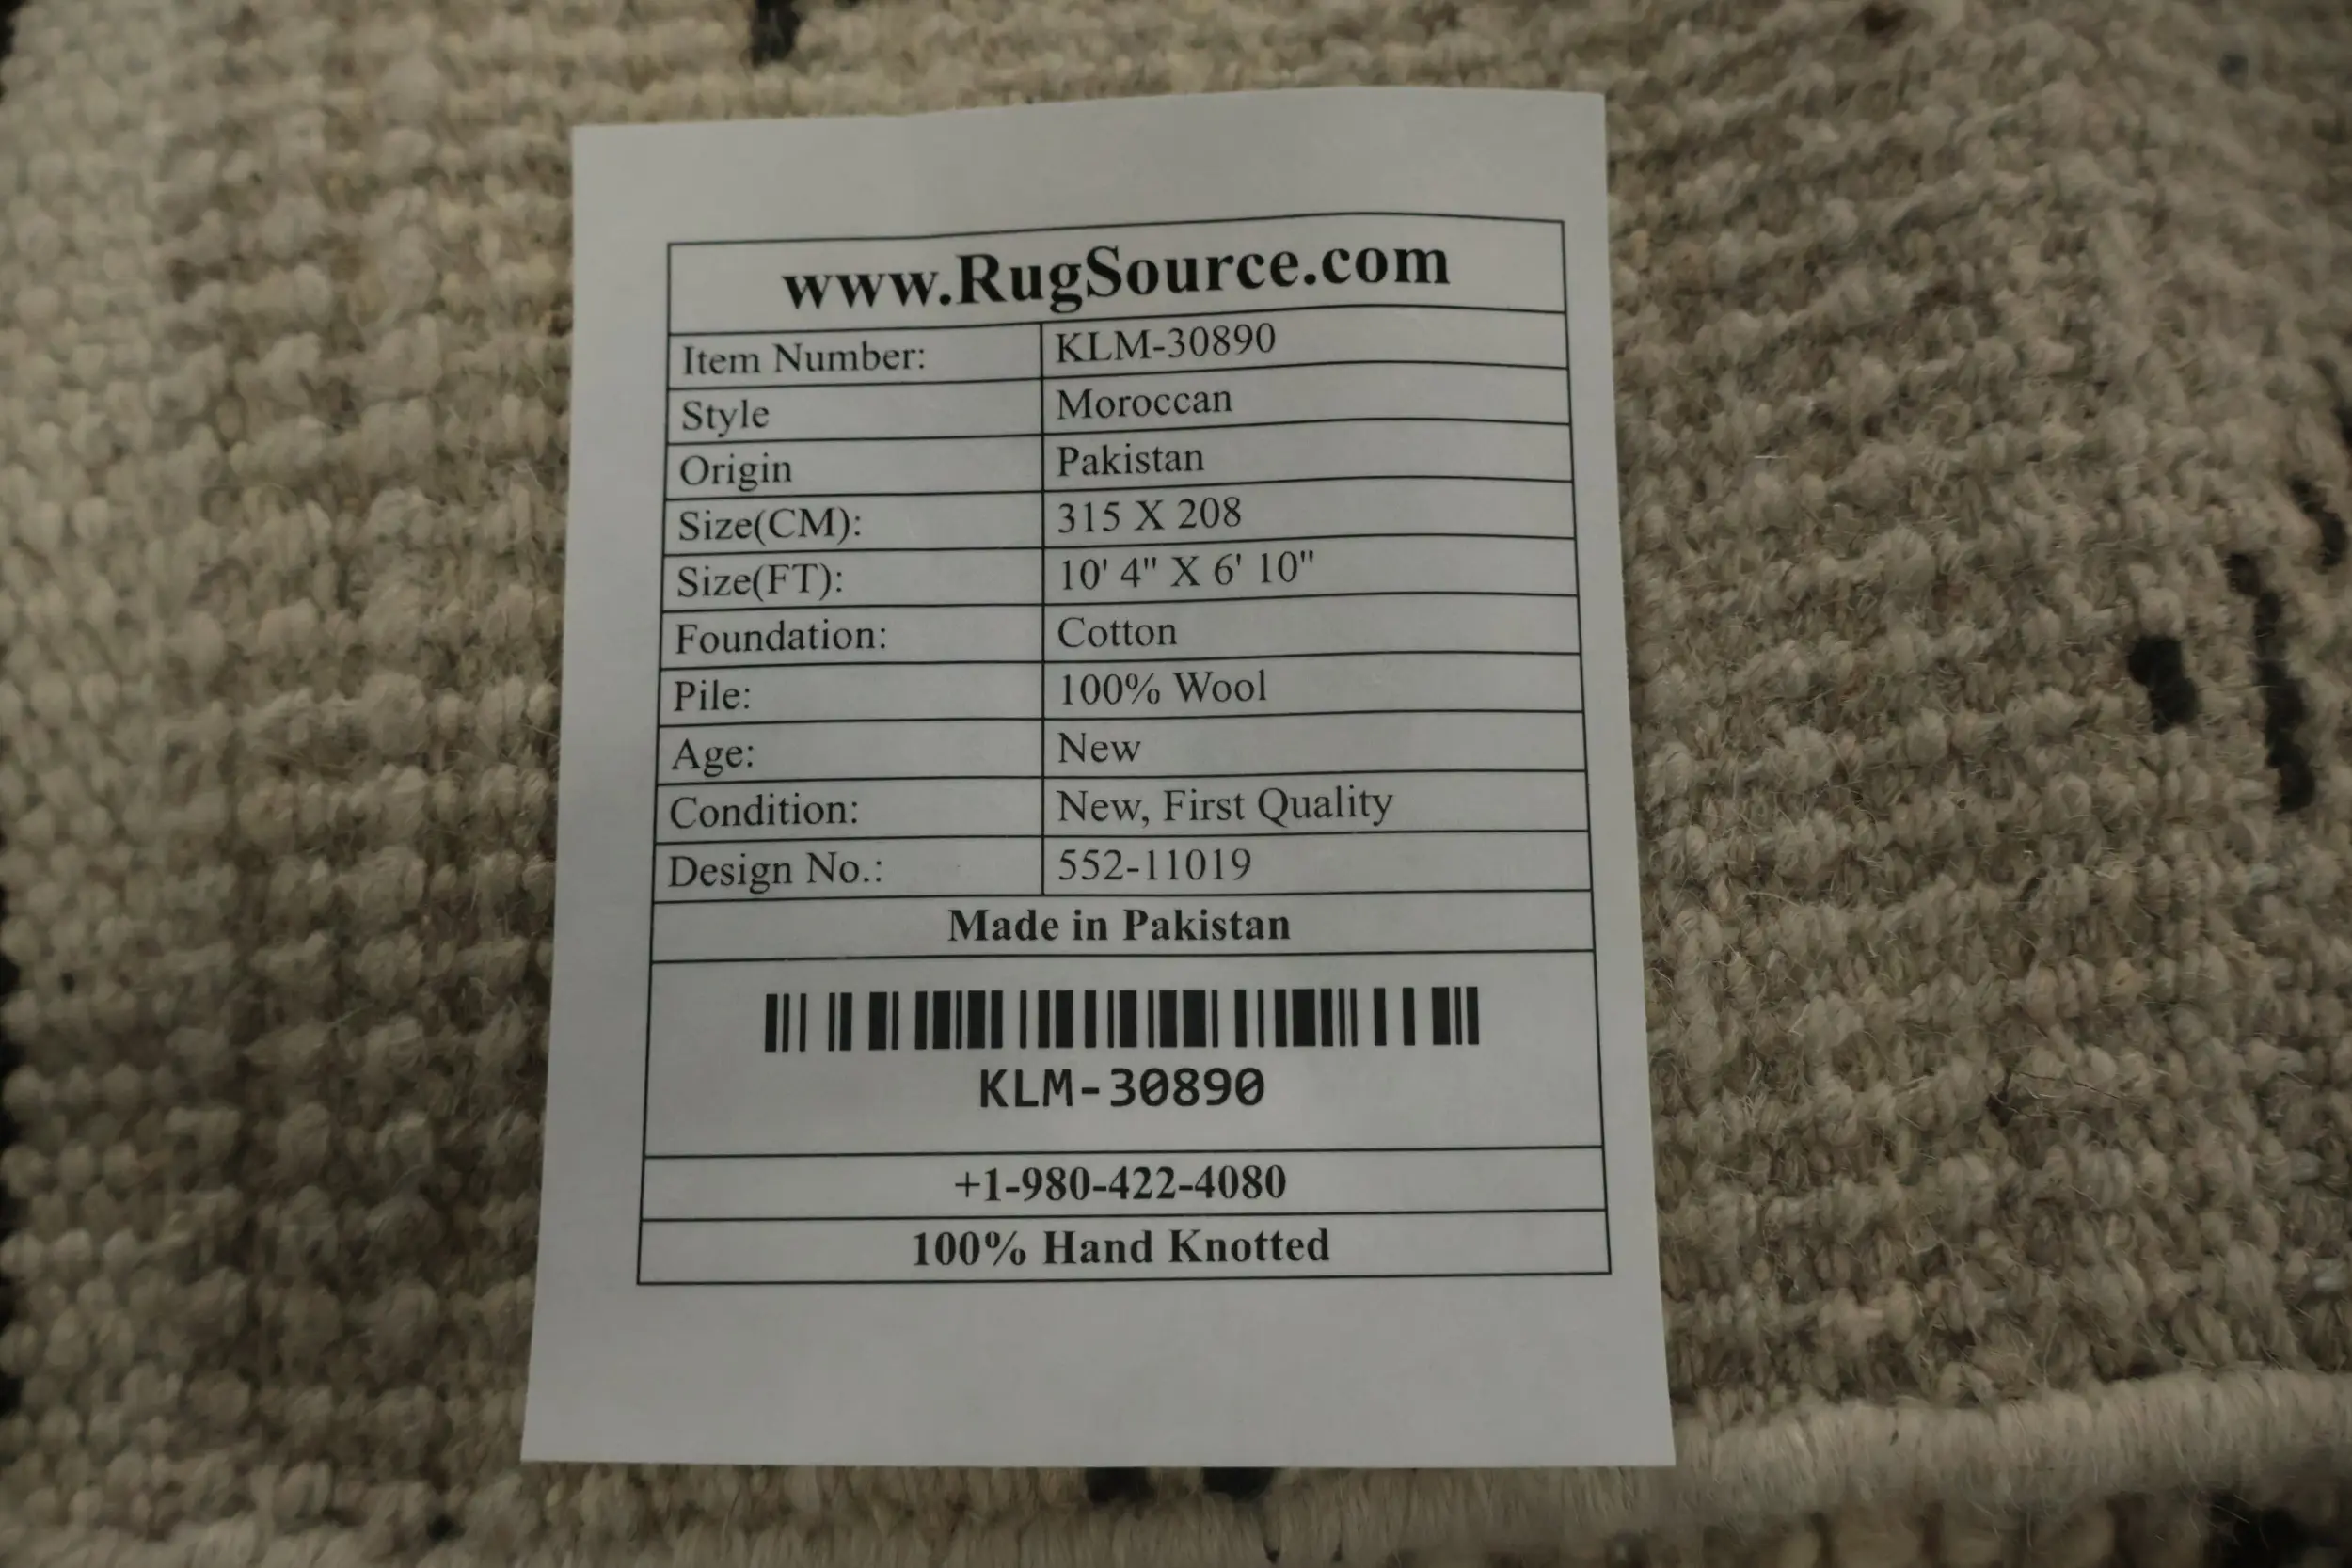 www.RugSource.com
Item Number: KLM-30890
Style Moroccan
Origin Pakistan
Size(CM): 315 X 208
Size(FT): 10' 4" X 6' 10"
Foundation: Cotton
Pile: 100% Wool
Age: New
Condition: New, First Quality
Design No.: 552-11019
Made in Pakistan
KLM-30890
+1-980-422-4080
100% Hand Knotted